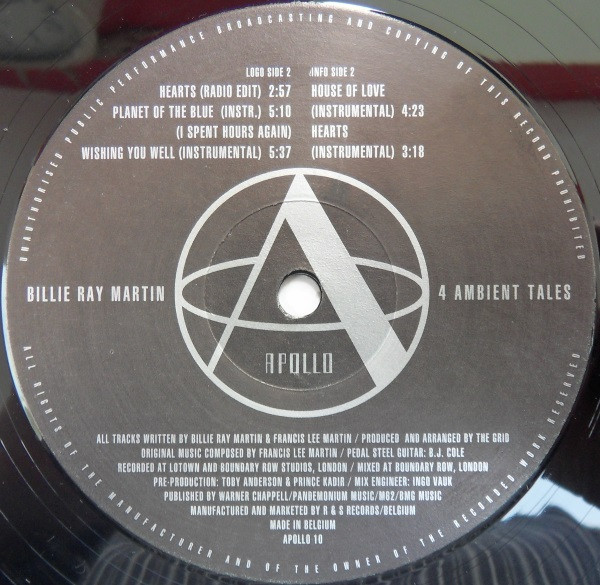 UNAUTHORISED PUBLIC PERFORMANCE BROADCASTING AND COPYING OF THIS RECORD PROHIBITED
LOGO SIDE 2
HEARTS (RADIO EDIT) 2:57
PLANET OF THE BLUE (INSTR.) 5:10
(I SPENT HOURS AGAIN)
WISHING YOU WELL (INSTRUMENTAL) 5:37
INFO SIDE 2
HOUSE OF LOVE
(INSTRUMENTAL) 4:23
HEARTS
(INSTRUMENTAL) 3:18
BILLIE RAY MARTIN
4 AMBIENT TALES
APOLLO
ALL TRACKS WRITTEN BY BILLIE RAY MARTIN & FRANCIS LEE MARTIN / PRODUCED AND ARRANGED BY THE GRID
ORIGINAL MUSIC COMPOSED BY FRANCIS LEE MARTIN / PEDAL STEEL GUITAR: B.J. COLE
RECORDED AT LOTOWN AND BOUNDARY ROW STUDIOS, LONDON / MIXED AT BOUNDARY ROW, LONDON
PRE-PRODUCTION: TOBY ANDERSON & PRINCE KADIR / MIX ENGINEER: INGO VAUK
PUBLISHED BY WARNER CHAPPELL/PANDEMONIUM MUSIC/MG2/BMG MUSIC
MANUFACTURED AND MARKETED BY R & S RECORDS/BELGIUM
MADE IN BELGIUM
APOLLO 10
ALL RIGHTS OF THE MANUFACTURER AND OF THE OWNER OF THE RECORDED WORK RESERVED